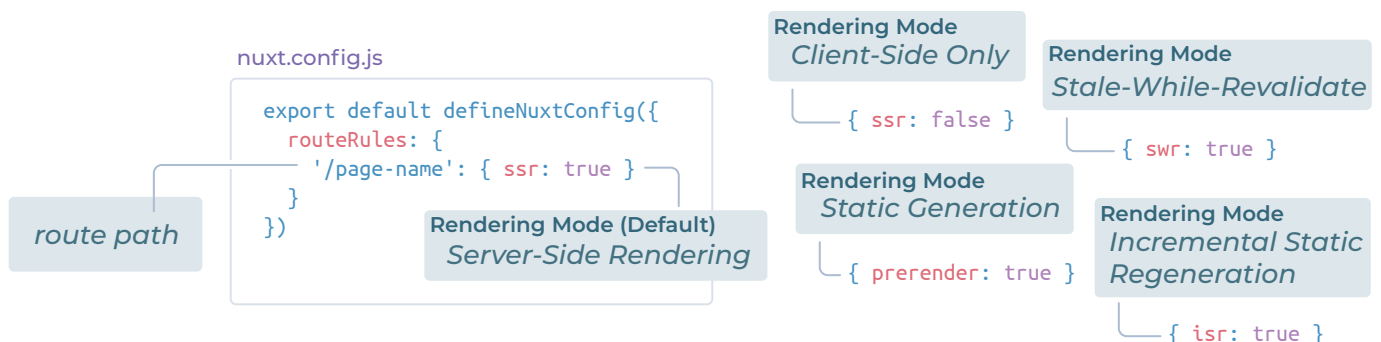 nuxt.config.js
export default defineNuxtConfig({
routeRules: {
'/page-name': { ssr: true }
}
})
route path
Rendering Mode (Default)
Server-Side Rendering
Rendering Mode
Client-Side Only
{ ssr: false }
Rendering Mode
Stale-While-Revalidate
{ swr: true }
Rendering Mode
Static Generation
{ prerender: true }
Rendering Mode
Incremental Static
Regeneration
{ isr: true }